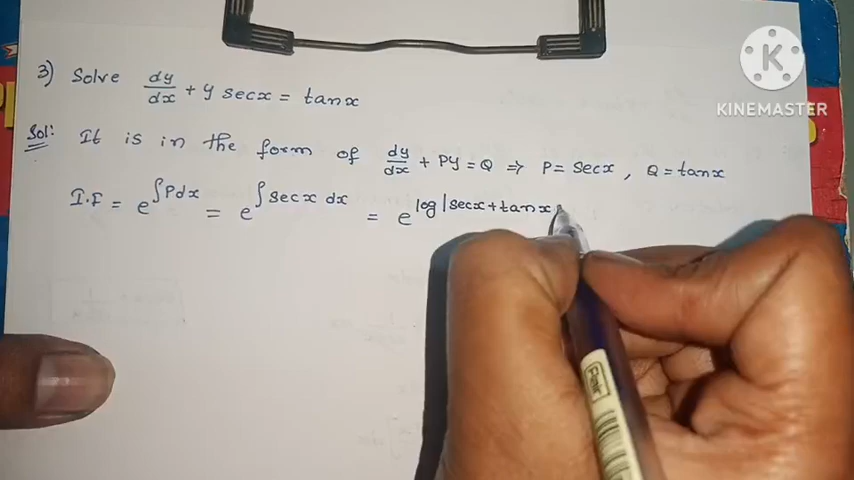 3) Solve dy/dx + y secx = tanx
Sol: It is in the form of dy/dx + Py = Q ⇒ P = secx, Q = tanx
I.F = e^∫Pdx = e^∫secx dx = e^log|secx+tanx|
K
KINEMASTER
Flair